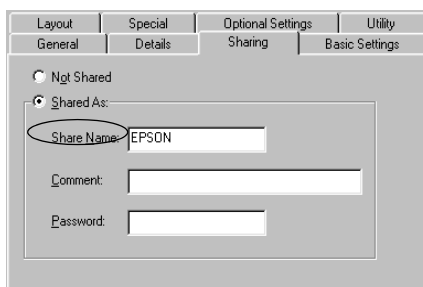 Layout Special Optional Settings Utility
General Details Sharing Basic Settings
Not Shared
Shared As:
Share Name: EPSON
Comment:
Password: